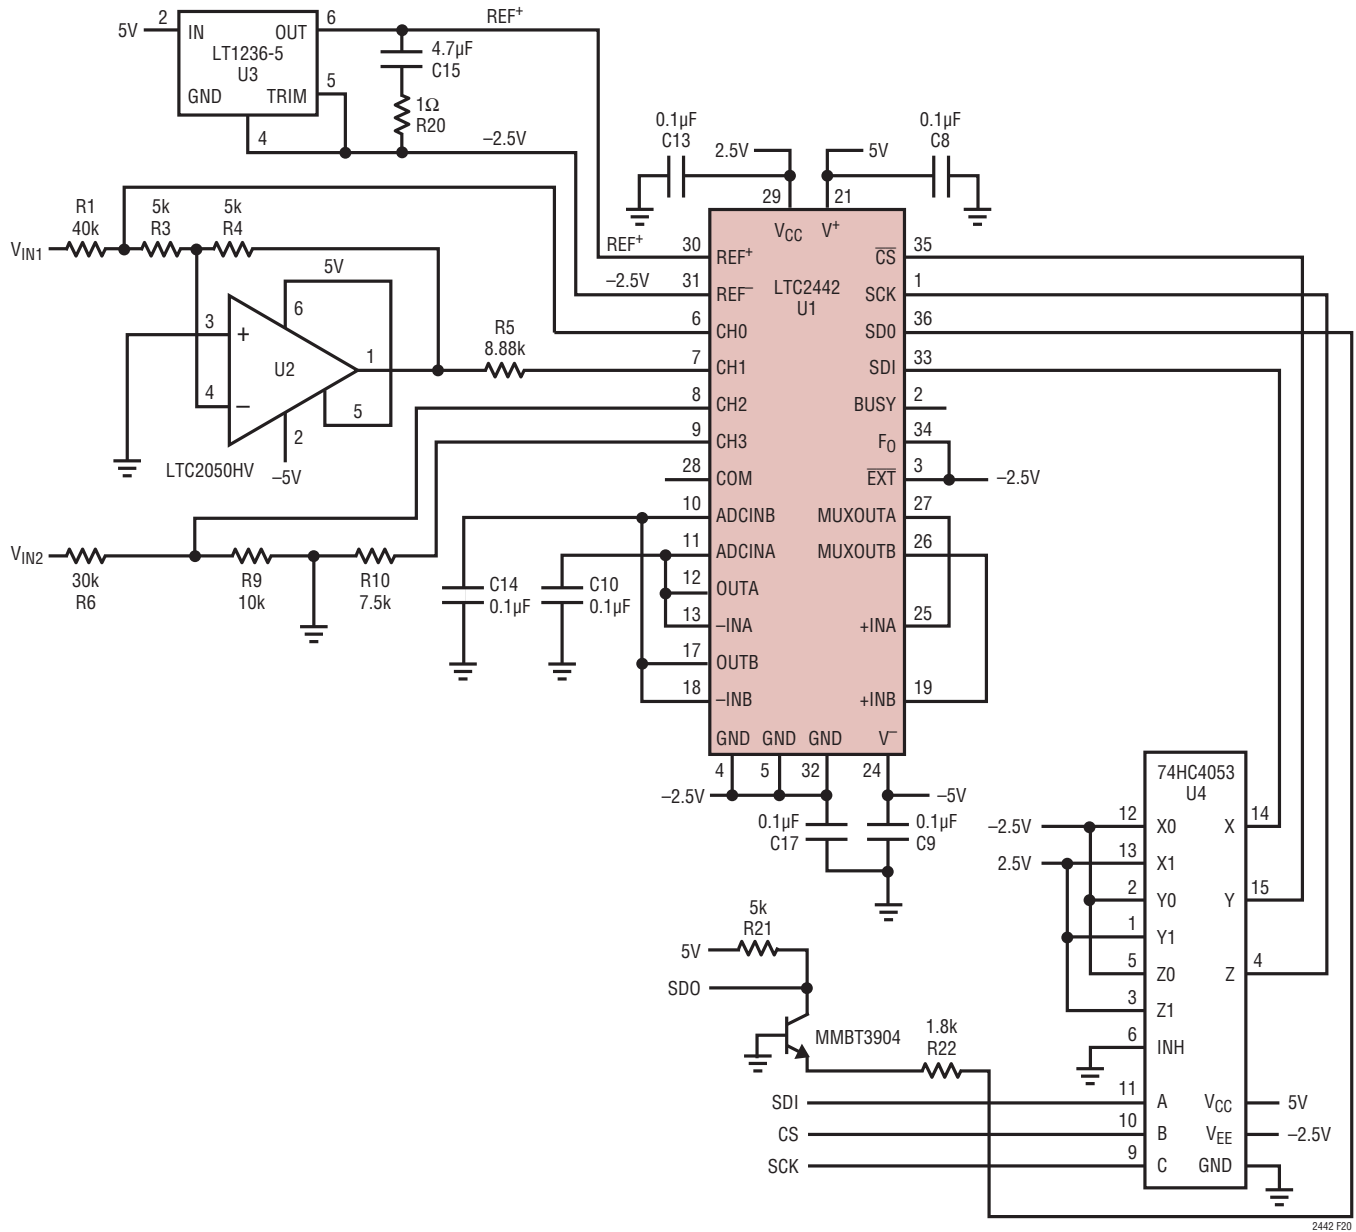 2
6
REF⁺
5V
IN
OUT
LT1236-5
U3
GND
TRIM
5
4
4.7µF
C15
1Ω
R20
–2.5V
0.1µF
C13
2.5V
0.1µF
C8
5V
29
21
R1
40k
5k
R3
5k
R4
VIN1
5V
6
3
+
U2
1
4
–
5
2
LTC2050HV
–5V
R5
8.88k
VIN2
30k
R6
R9
10k
R10
7.5k
C14
0.1µF
C10
0.1µF
VCC
V⁺
LTC2442
U1
REF⁺
30
REF⁺
–2.5V
31
REF⁻
6
CH0
7
CH1
8
CH2
9
CH3
28
COM
10
ADCINB
11
ADCINA
12
OUTA
13
–INA
17
OUTB
18
–INB
CS
35
SCK
1
SD0
36
SDI
33
BUSY
2
FO
34
EXT
3
–2.5V
MUXOUTA
27
MUXOUTB
26
+INA
25
+INB
19
GND
GND
GND
V⁻
4
5
32
24
–2.5V
–5V
0.1µF
C17
0.1µF
C9
74HC4053
U4
–2.5V
12
X0
X
14
2.5V
13
X1
2
Y0
Y
15
1
Y1
5
Z0
Z
4
3
Z1
6
INH
11
A
VCC
5V
10
B
VEE
–2.5V
9
C
GND
5k
R21
5V
SDO
MMBT3904
1.8k
R22
SDI
CS
SCK
2442 F20